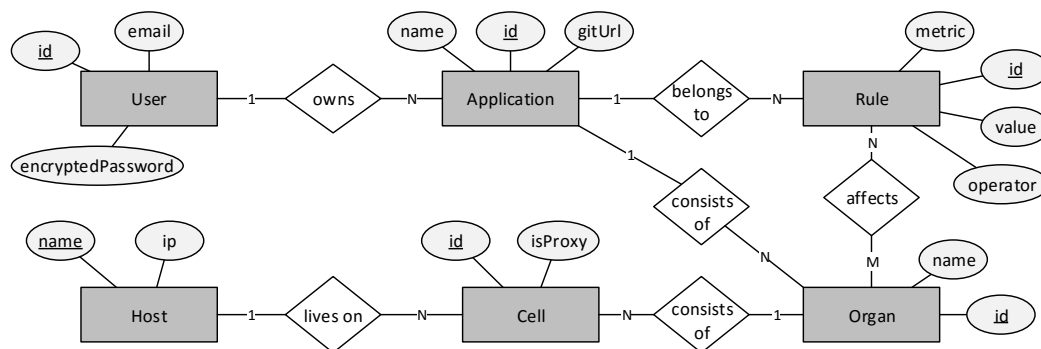 email
name
id
gitUrl
metric
id
id
User
1
owns
N
Application
1
belongs
to
N
Rule
value
encryptedPassword
1
N
operator
consists
of
affects
name
ip
id
isProxy
N
M
name
Host
1
lives on
N
Cell
N
consists
of
1
Organ
id